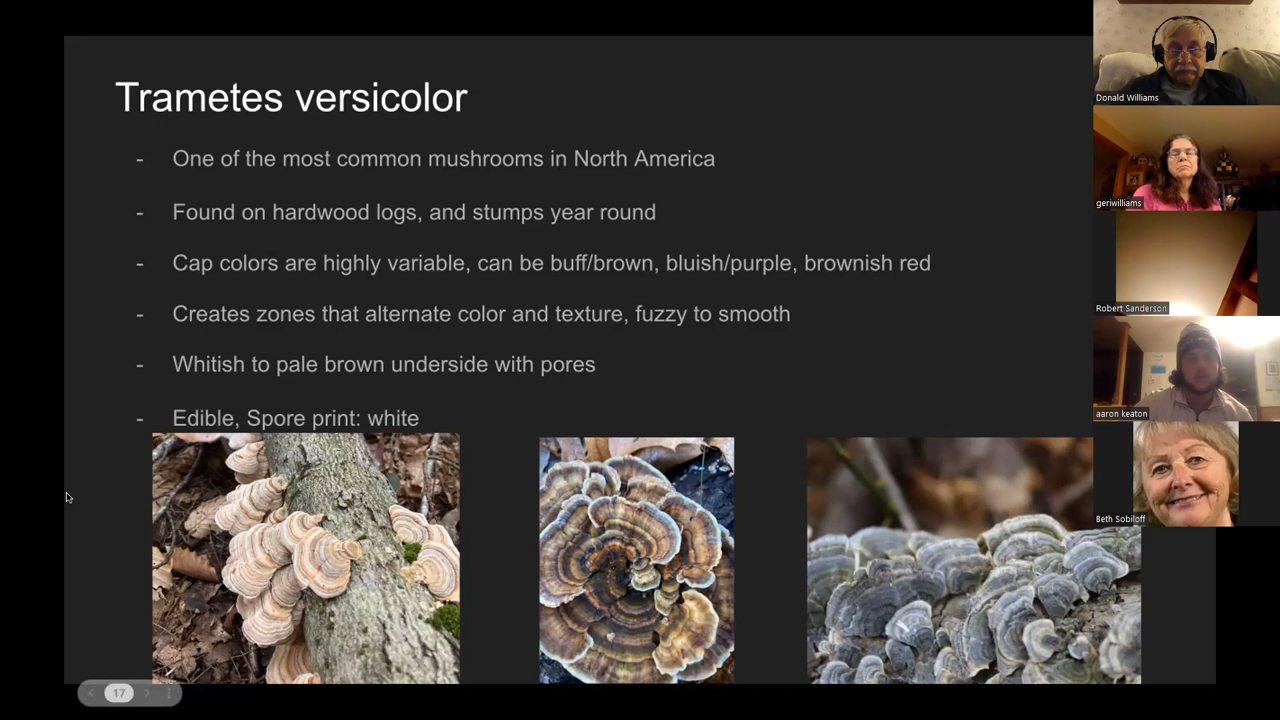 Trametes versicolor
- One of the most common mushrooms in North America
- Found on hardwood logs, and stumps year round
- Cap colors are highly variable, can be buff/brown, bluish/purple, brownish red
- Creates zones that alternate color and texture, fuzzy to smooth
- Whitish to pale brown underside with pores
- Edible, Spore print: white
17
Donald Williams
geriwilliams
Robert Sanderson
aaron keaton
Beth Sobiloff